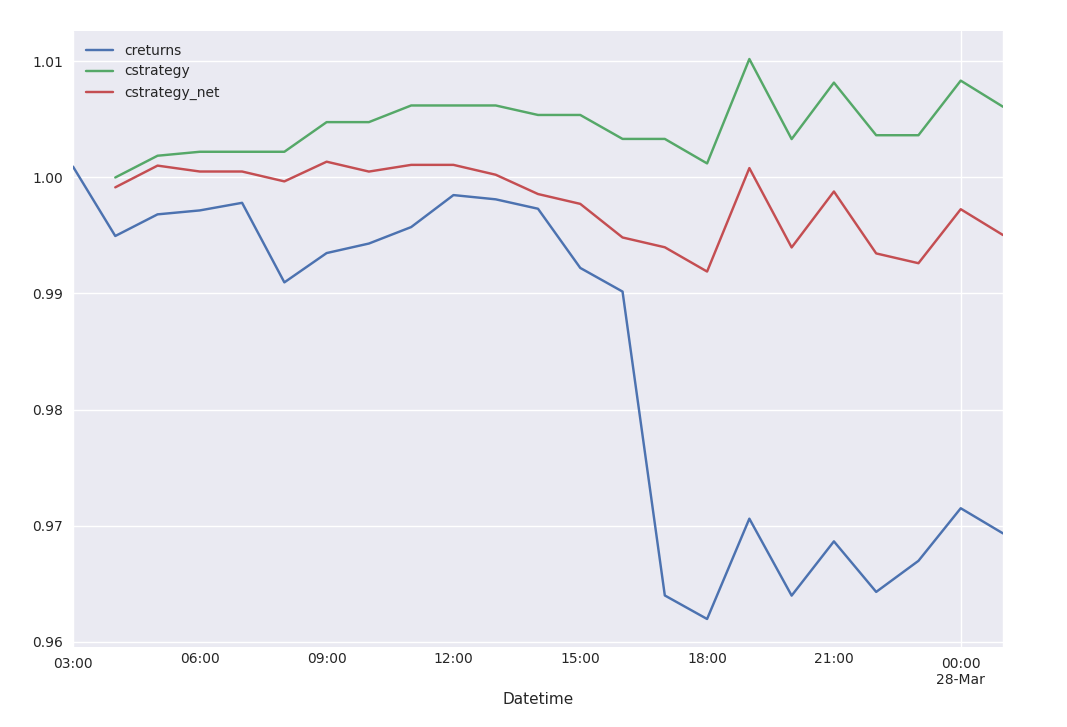 creturns
cstrategy
cstrategy_net
1.01
1.00
0.99
0.98
0.97
0.96
03:00 06:00 09:00 12:00 15:00 18:00 21:00 00:00
28-Mar
Datetime